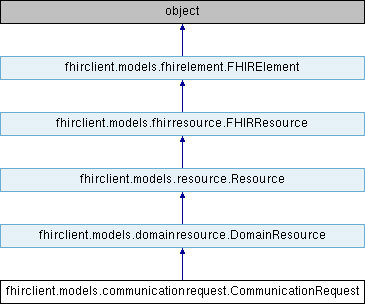 object
fhirclient.models.fhirelement.FHIRElement
fhirclient.models.fhirresource.FHIRResource
fhirclient.models.resource.Resource
fhirclient.models.domainresource.DomainResource
fhirclient.models.communicationrequest.CommunicationRequest